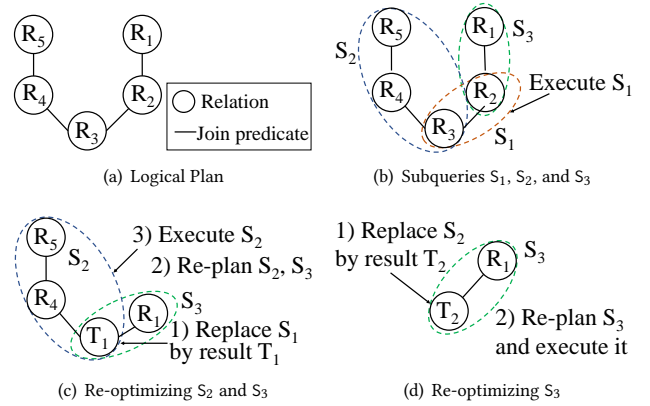 R5
R1
R4
R2
R3
Relation
Join predicate
(a) Logical Plan
R5
R1
S3
S2
R4
R2
Execute S1
R3
S1
(b) Subqueries S1, S2, and S3
R5
3) Execute S2
S2
2) Re-plan S2, S3
R4
S3
R1
T1
1) Replace S1
by result T1
(c) Re-optimizing S2 and S3
1) Replace S2
by result T2
R1
S3
T2
2) Re-plan S3
and execute it
(d) Re-optimizing S3